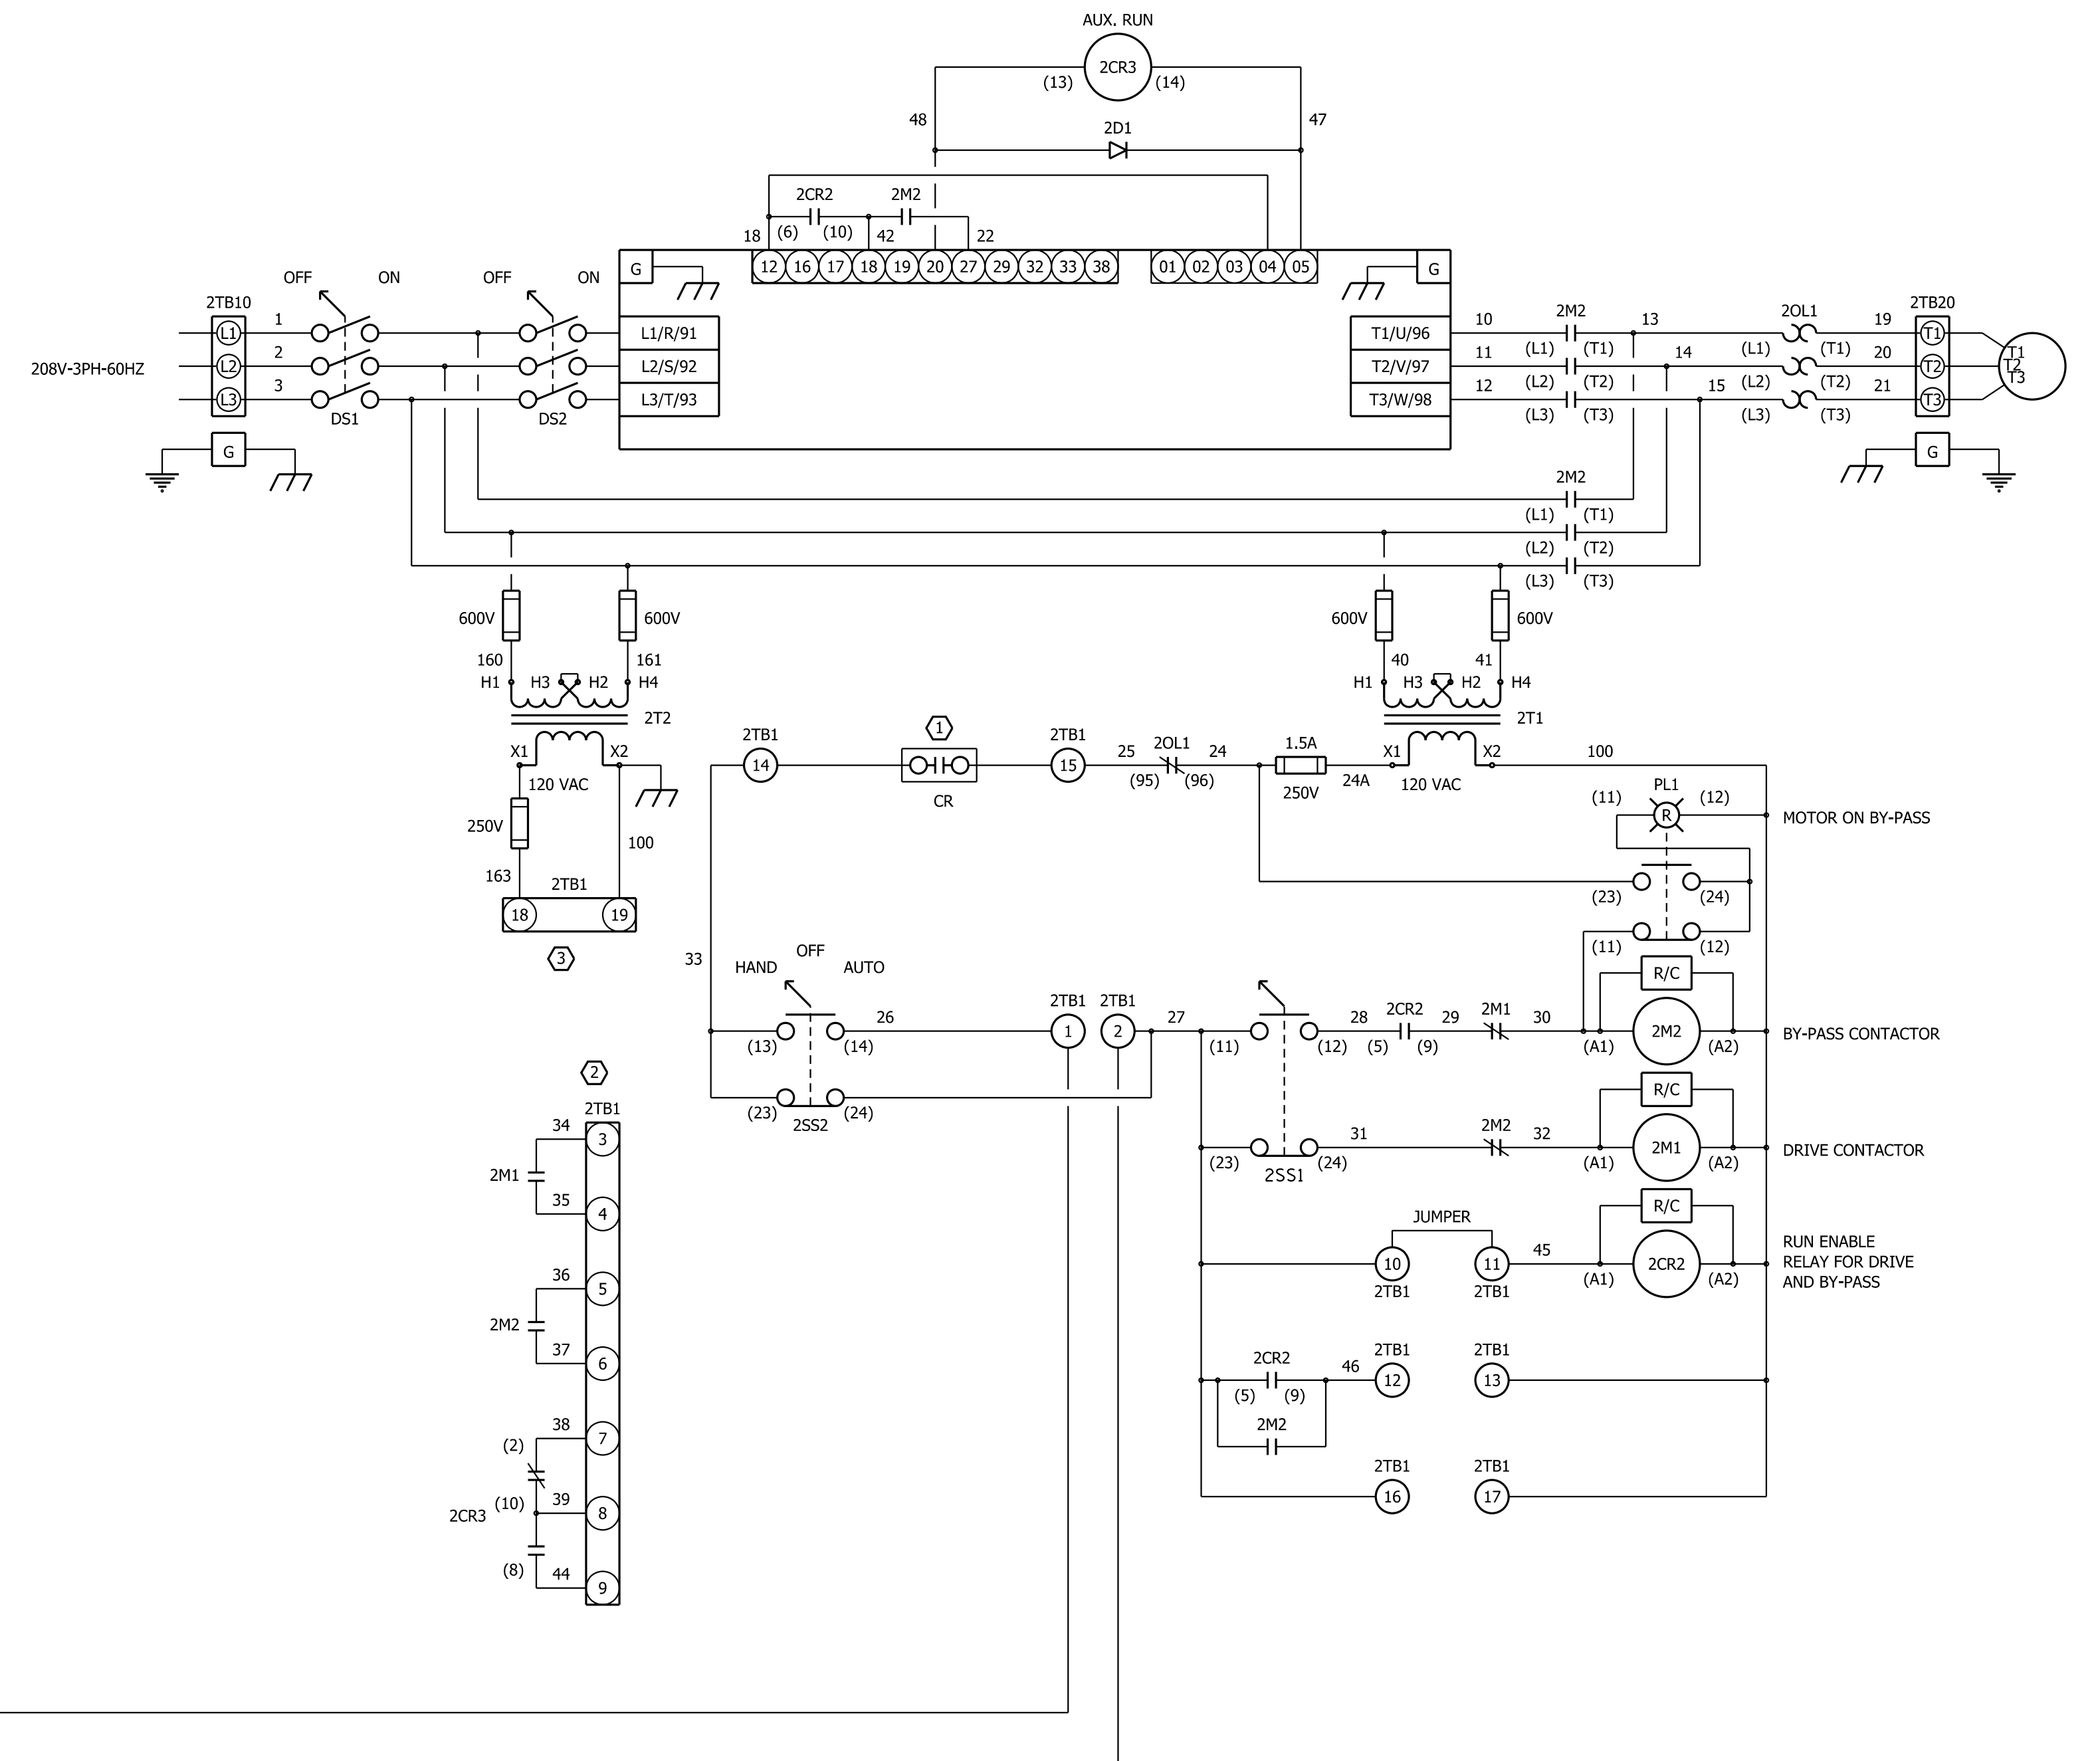 AUX. RUN
2CR3
(13) (14)
48 47
2D1
2CR2 2M2
18 (6) (10) 42 22
G 12 16 17 18 19 20 27 29 32 33 38 01 02 03 04 05 G
OFF ON OFF ON
2TB10 2M2 2OL1 2TB20
L1 1 L1/R/91 T1/U/96 10 13 19 T1
(L1) (T1) (L1) (T1)
208V-3PH-60HZ L2 2 L2/S/92 T2/V/97 11 14 20 T2
(L2) (T2) (L2) (T2)
L3 3 L3/T/93 T3/W/98 12 15 21 T3
(L3) (T3) (L3) (T3)
T1
T2
T3
DS1 DS2
G G
2M2
(L1) (T1)
(L2) (T2)
(L3) (T3)
600V 600V 600V 600V
160 161 40 41
H1 H3 H2 H4 H1 H3 H2 H4
2T2 2T1
X1 X2 X1 X2
120 VAC 120 VAC
250V
100
163
2TB1
18 19
3
2TB1 1 2TB1
14 CR 15
25 2OL1 24 1.5A
(95) (96) 250V 24A
100
PL1
(11) R (12)
MOTOR ON BY-PASS
(23) (24)
(11) (12)
33
OFF
HAND AUTO
26
(13) (14)
(23) (24)
2SS2
2TB1 2TB1
1 2
27
R/C
28 2CR2 29 2M1 30 2M2
(11) (12) (5) (9) (A1) (A2)
BY-PASS CONTACTOR
R/C
31 2M2 32 2M1
(23) (24) (A1) (A2)
2SS1
DRIVE CONTACTOR
R/C
JUMPER
10 11 45 2CR2
2TB1 2TB1 (A1) (A2)
RUN ENABLE
RELAY FOR DRIVE
AND BY-PASS
2CR2 46 2TB1 2TB1
(5) (9) 12 13
2M2
2TB1 2TB1
16 17
2
2TB1
34 3
2M1
35 4
36 5
2M2
37 6
38 7
(2)
39 8
(10)
2CR3
44 9
(8)